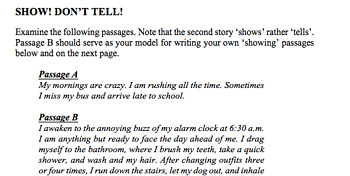 SHOW! DON'T TELL!
Examine the following passages. Note that the second story 'shows' rather 'tells'.
Passage B should serve as your model for writing your own 'showing' passages
below and on the next page.
Passage A
My mornings are crazy. I am rushing all the time. Sometimes
I miss my bus and arrive late to school.
Passage B
I awaken to the annoying buzz of my alarm clock at 6:30 a.m.
I am anything but ready to face the day ahead of me. I drag
myself to the bathroom, where I brush my teeth, take a quick
shower, and wash and my hair. After changing outfits three
or four times, I run down the stairs, let my dog out, and inhale